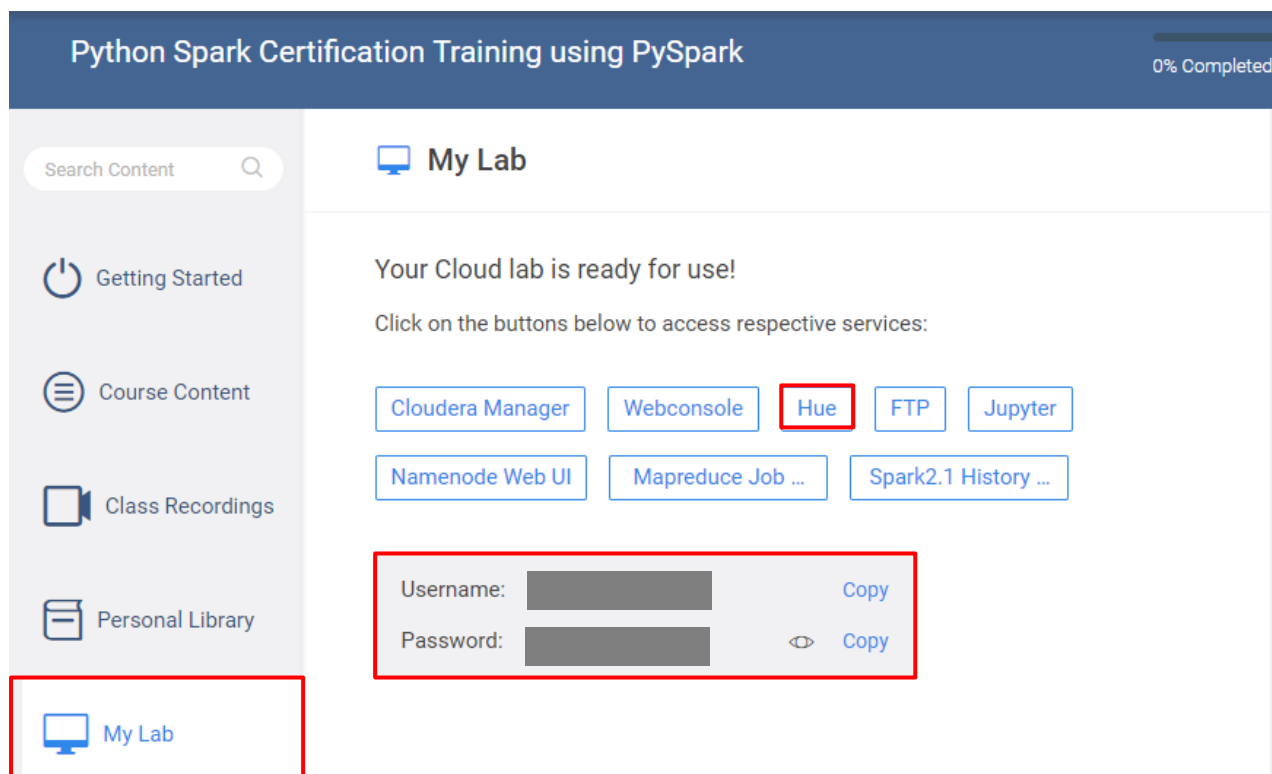 Python Spark Certification Training using PySpark
0% Completed
Search Content
Getting Started
Course Content
Class Recordings
Personal Library
My Lab
My Lab
Your Cloud lab is ready for use!
Click on the buttons below to access respective services:
Cloudera Manager Webconsole Hue FTP Jupyter
Namenode Web UI Mapreduce Job ... Spark2.1 History ...
Username: Copy
Password: Copy